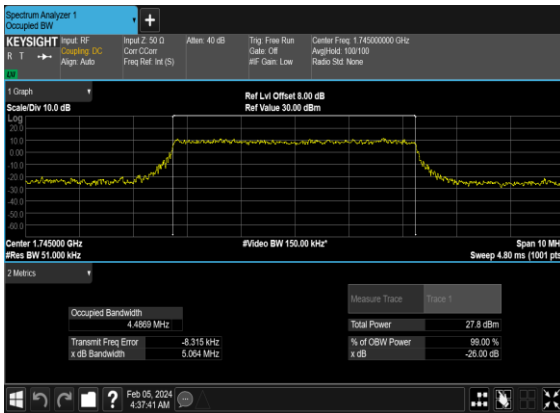 Spectrum Analyzer 1
Occupied BW
+
KEYSIGHT Input: RF Input Z: 50 Ω Atten: 40 dB Trig: Free Run Center Freq: 1.745000000 GHz
R T Coupling: DC Corr CCorr Gate: Off Avg|Hold: 100/100
Align: Auto Freq Ref: Int (S) #IF Gain: Low Radio Std: None
LXI
1 Graph
Ref Lvl Offset 8.00 dB
Scale/Div 10.0 dB Ref Value 30.00 dBm
Log
20.0
10.0
0.00
-10.0
-20.0
-30.0
-40.0
-50.0
-60.0
Center 1.745000 GHz #Video BW 150.00 kHz* Span 10 MH
#Res BW 51.000 kHz Sweep 4.80 ms (1001 pts
2 Metrics
Measure Trace Trace 1
Occupied Bandwidth
4.4869 MHz Total Power 27.8 dBm
Transmit Freq Error -8.315 kHz % of OBW Power 99.00 %
x dB Bandwidth 5.064 MHz x dB -26.00 dB
? Feb 05, 2024
4:37:41 AM